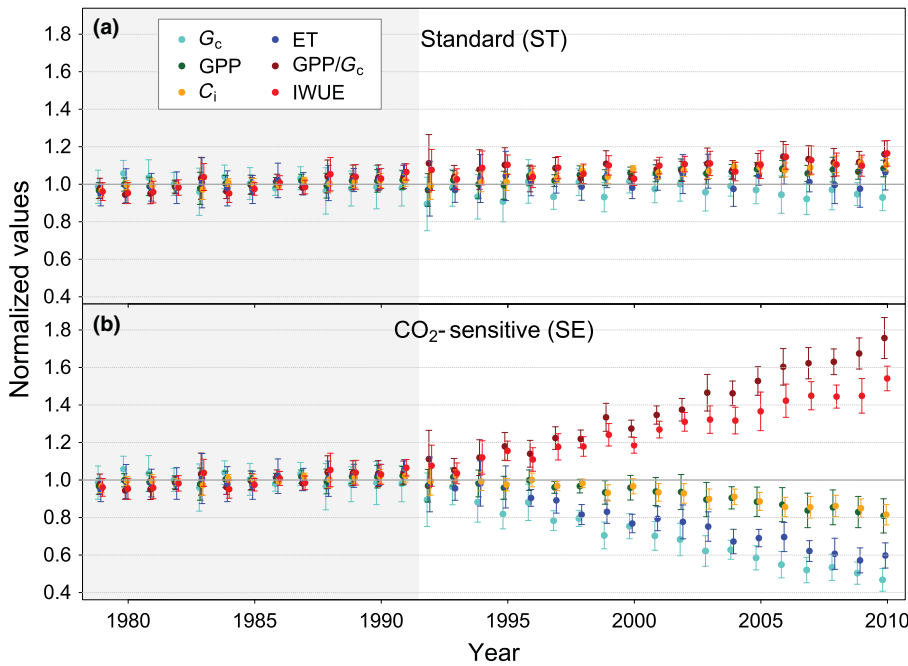 (a)
G_c
ET
GPP
GPP/G_c
C_i
IWUE
Standard (ST)
1.8
1.6
1.4
1.2
1.0
0.8
0.6
0.4
Normalized values
(b)
CO₂-sensitive (SE)
1.8
1.6
1.4
1.2
1.0
0.8
0.6
0.4
1980
1985
1990
1995
2000
2005
2010
Year